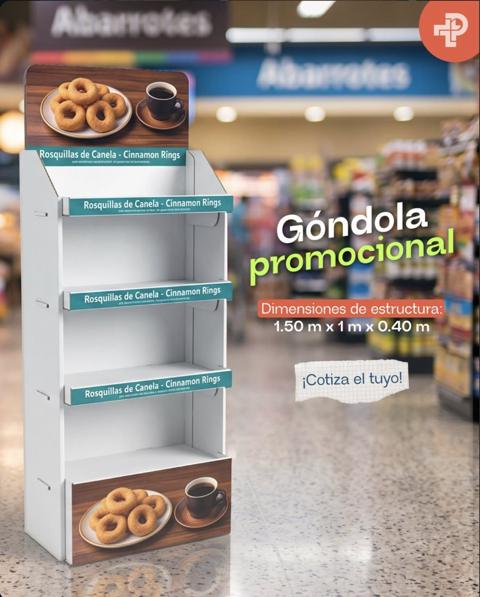 Abarrotes
Abarrotes
Rosquillas de Canela - Cinnamon Rings
Rosquillas de Canela - Cinnamon Rings
Rosquillas de Canela - Cinnamon Rings
Rosquillas de Canela - Cinnamon Rings
Góndola
promocional
Dimensiones de estructura:
1.50 m x 1 m x 0.40 m
¡Cotiza el tuyo!